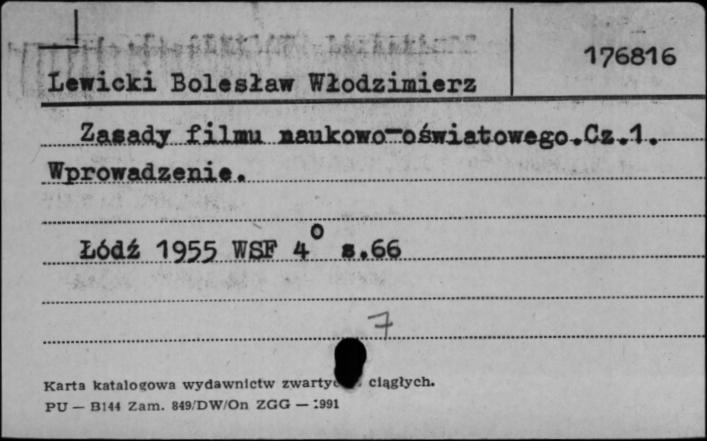 176816
Lewicki Bolesław Włodzimierz
Zasady filmu naukowo-oświatowego.Cz.1.
Wprowadzenie.
Łódź 1955 WSF 4⁰ s.66
7
Karta katalogowa wydawnictw ciągłych.
PU — B144 Zam. 849/DW/On ZGG — 1991